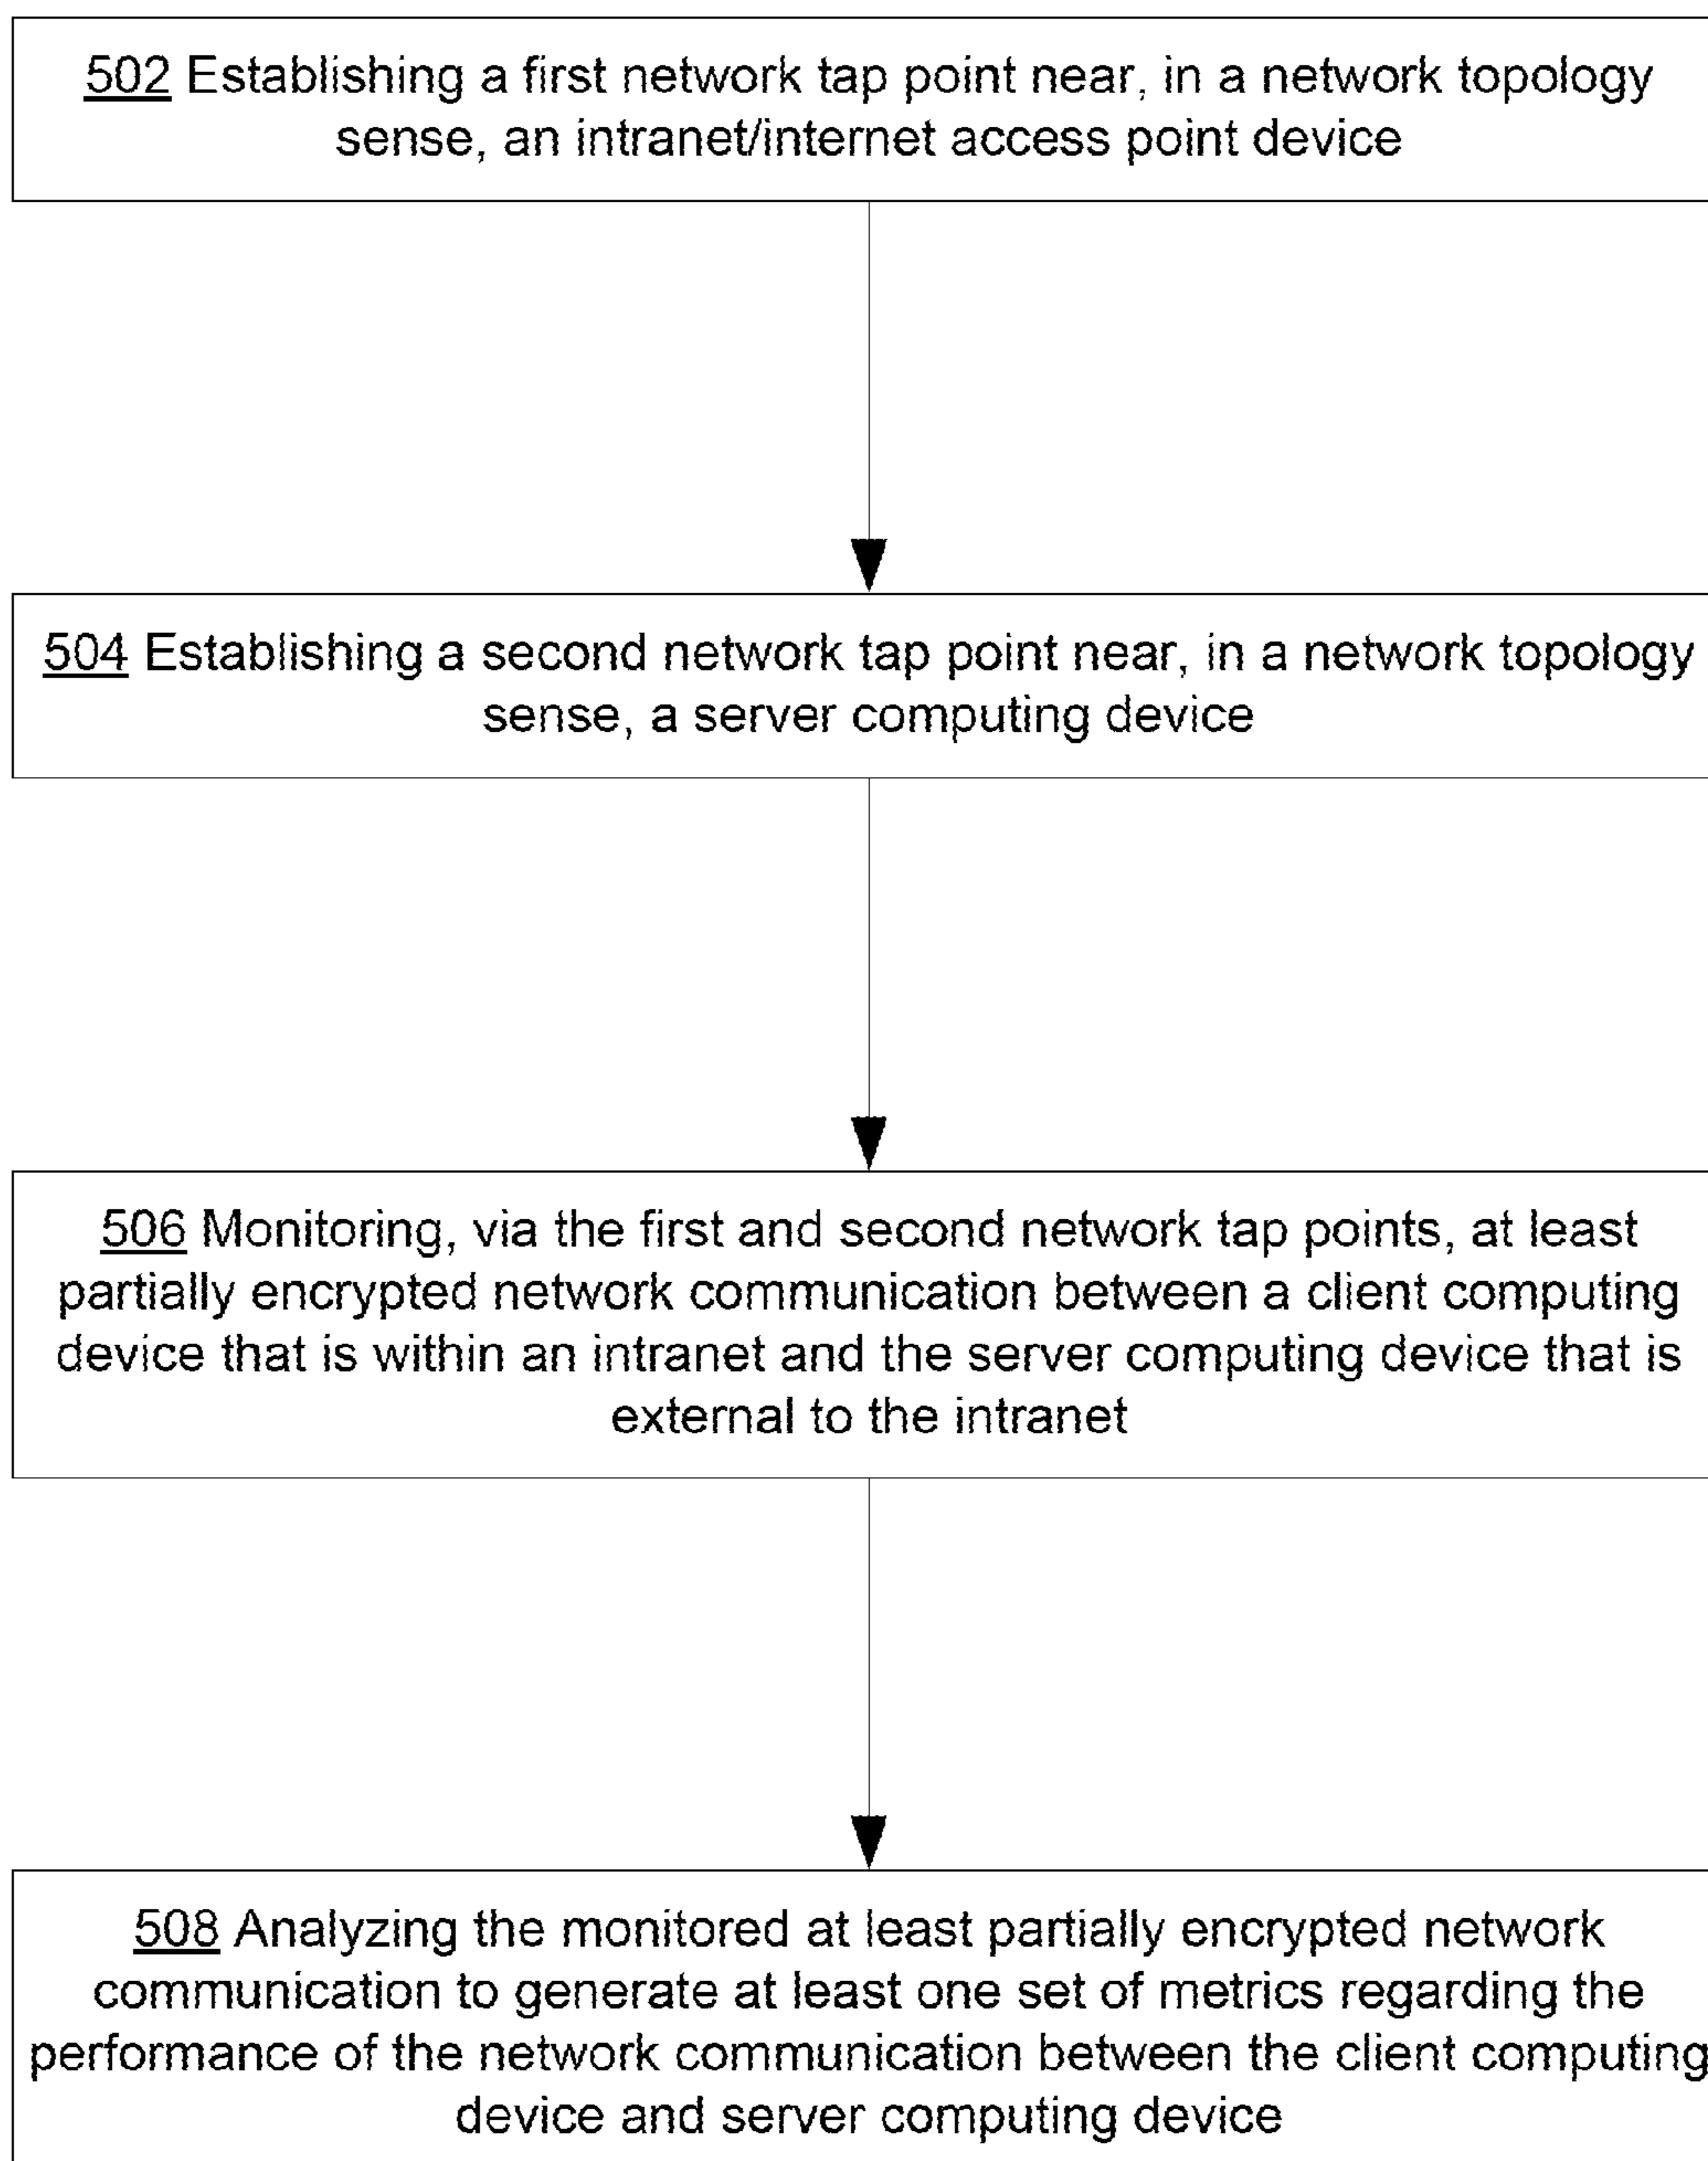 502 Establishing a first network tap point near, in a network topology
sense, an intranet/internet access point device
504 Establishing a second network tap point near, in a network topology
sense, a server computing device
506 Monitoring, via the first and second network tap points, at least
partially encrypted network communication between a client computing
device that is within an intranet and the server computing device that is
external to the intranet
508 Analyzing the monitored at least partially encrypted network
communication to generate at least one set of metrics regarding the
performance of the network communication between the client computing
device and server computing device